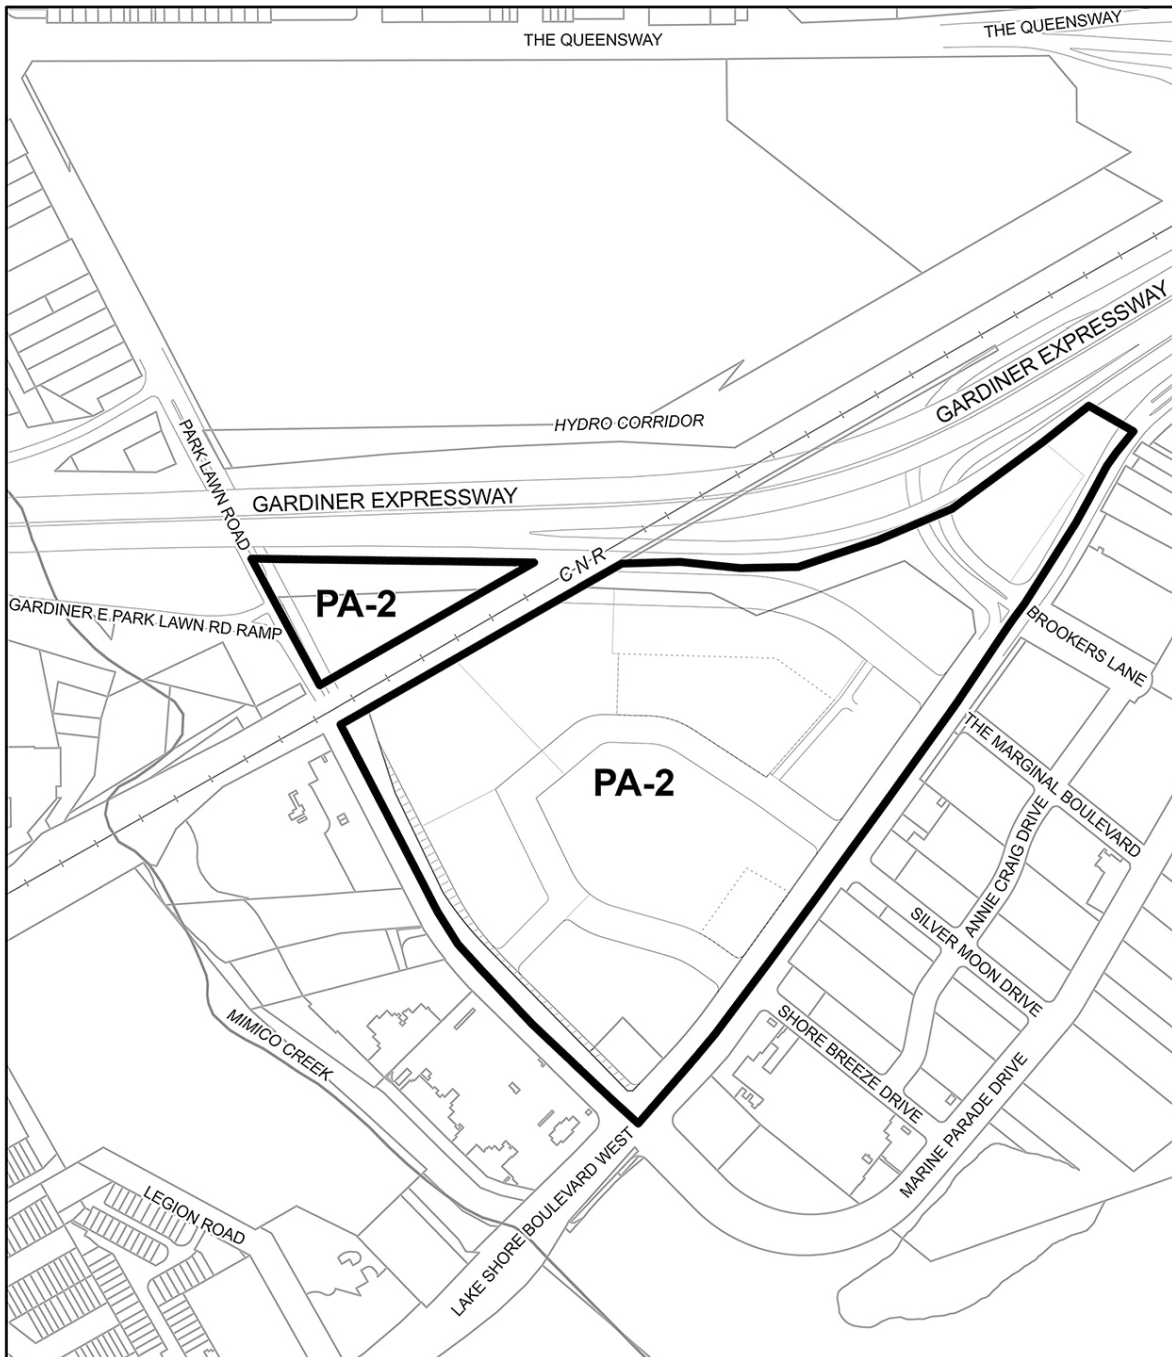 THE QUEENSWAY
THE QUEENSWAY
GARDINER EXPRESSWAY
HYDRO CORRIDOR
PARK LAWN ROAD
GARDINER EXPRESSWAY
C-N-R
PA-2
GARDINER E PARK LAWN RD RAMP
BROOKERS LANE
THE MARGINAL BOULEVARD
PA-2
ANNIE CRAIG DRIVE
SILVER MOON DRIVE
SHORE BREEZE DRIVE
MIMICO CREEK
MARINE PARADE DRIVE
LAKE SHORE BOULEVARD WEST
LEGION ROAD